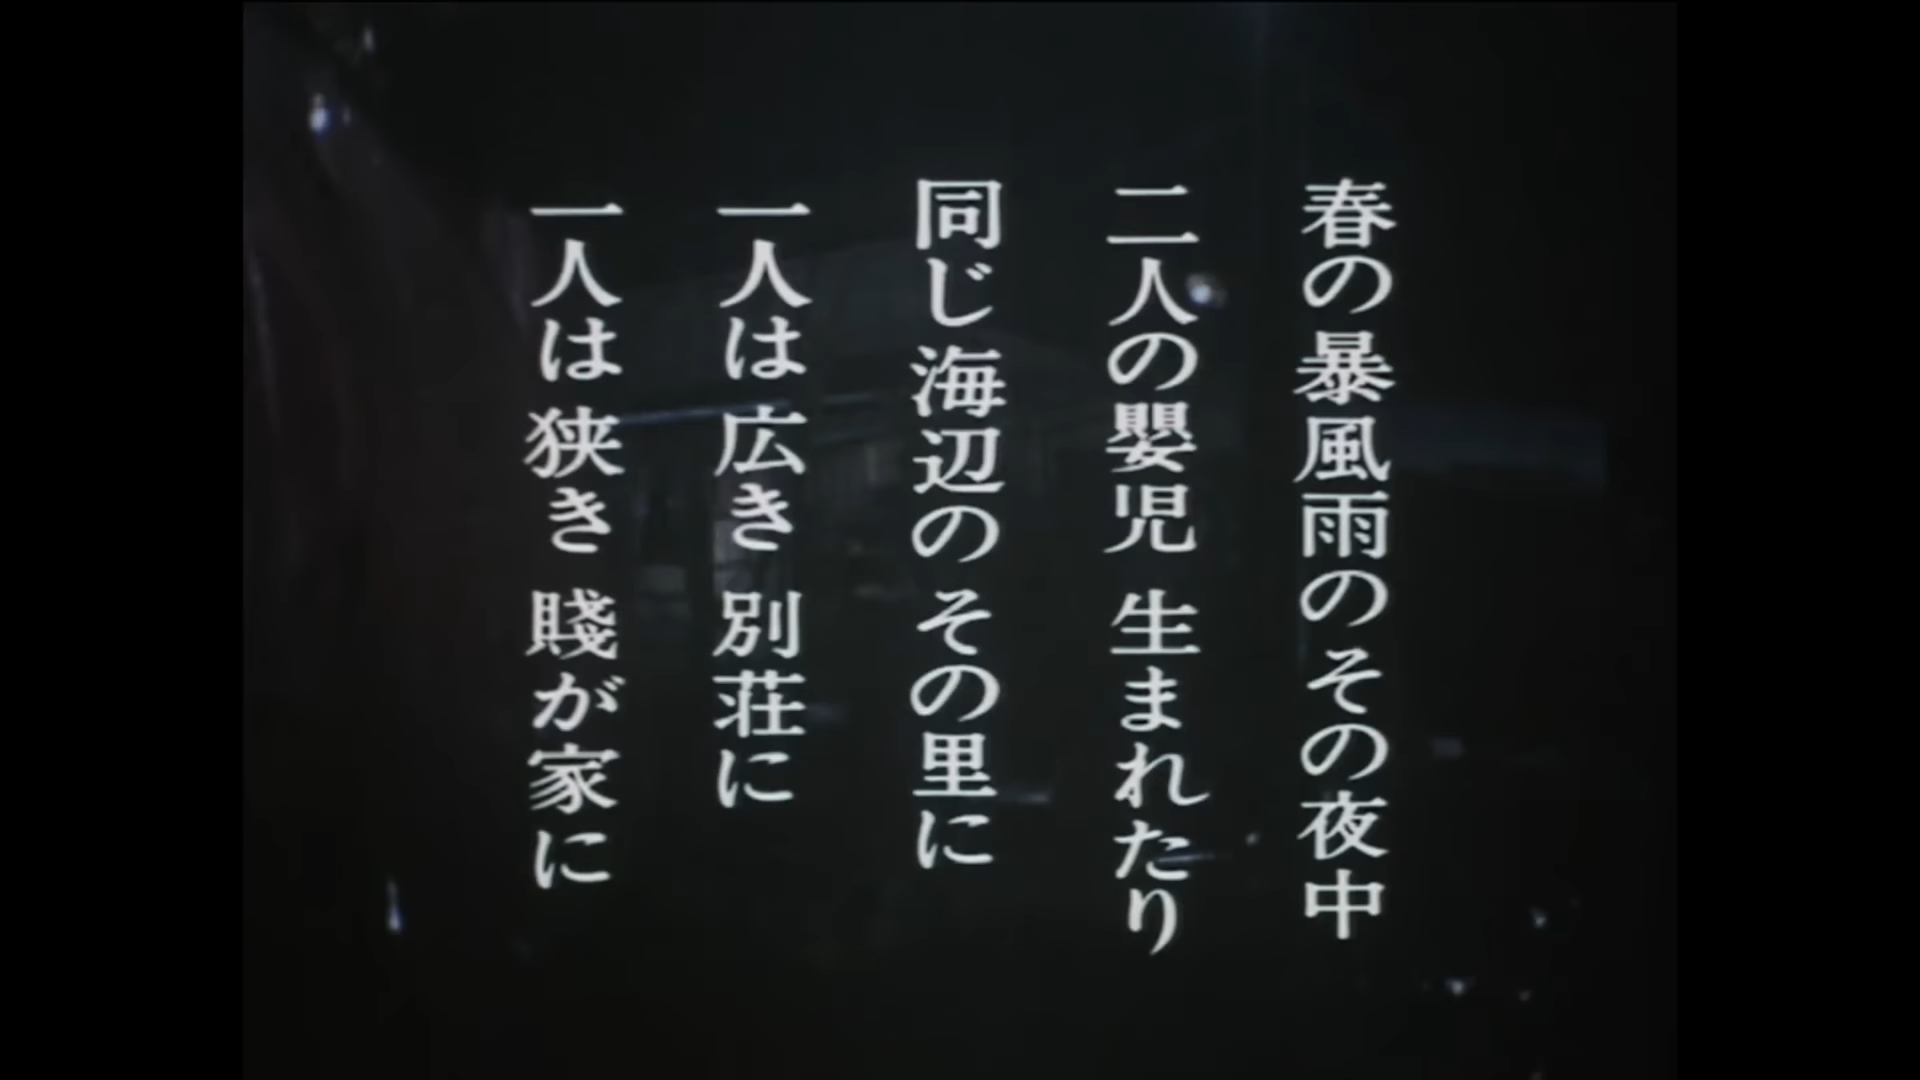 春の暴風雨のその夜中
二人の嬰児 生まれたり
同じ海辺の その里に
一人は 広き 別荘に
一人は 狭き 賤が家に